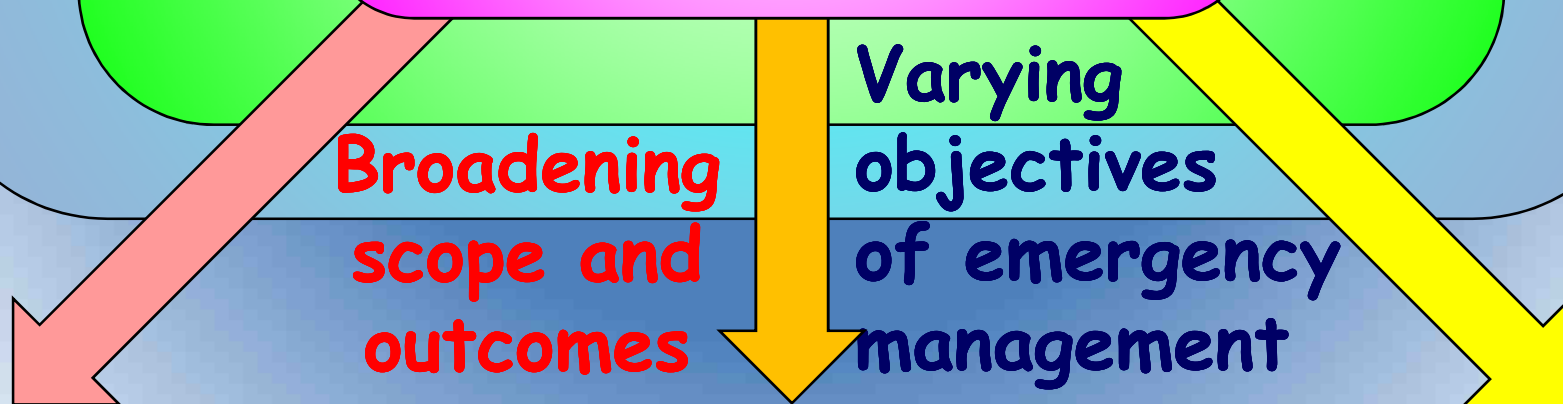 Broadening
scope and
outcomes
Varying
objectives
of emergency
management